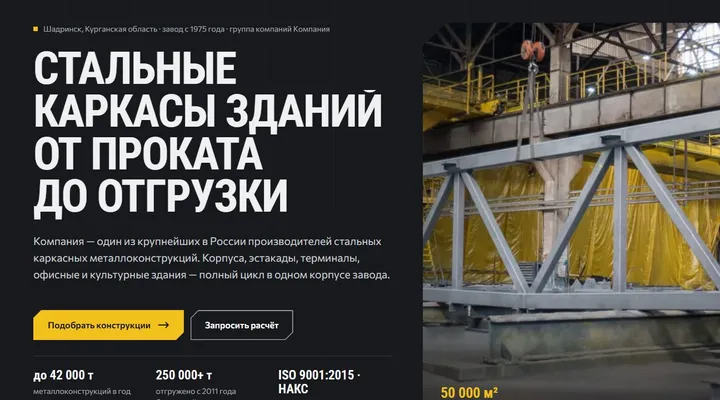 Шадринск, Курганская область · завод с 1975 года · группа компаний Компания
СТАЛЬНЫЕ
КАРКАСЫ ЗДАНИЙ
ОТ ПРОКАТА
ДО ОТГРУЗКИ
Компания — один из крупнейших в России производителей стальных
каркасных металлоконструкций. Корпуса, эстакады, терминалы,
офисные и культурные здания — полный цикл в одном корпусе завода.
Подобрать конструкции →
Запросить расчёт
до 42 000 т
металлоконструкций в год
250 000+ т
отгружено с 2011 года
ISO 9001:2015 ·
НАКС
50 000 м²